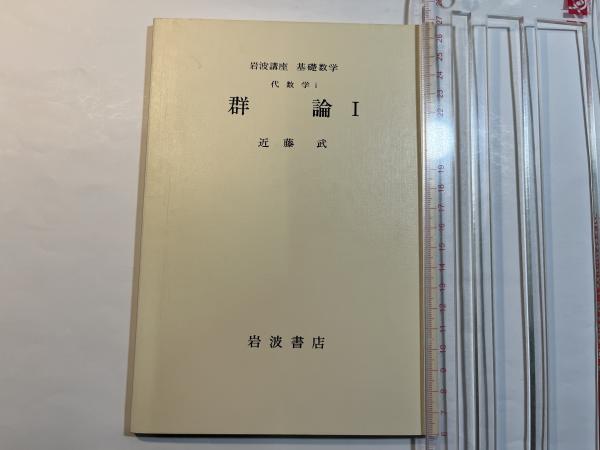 岩波講座 基礎数学
代数学 i
群 論 I
近藤 武
岩波書店